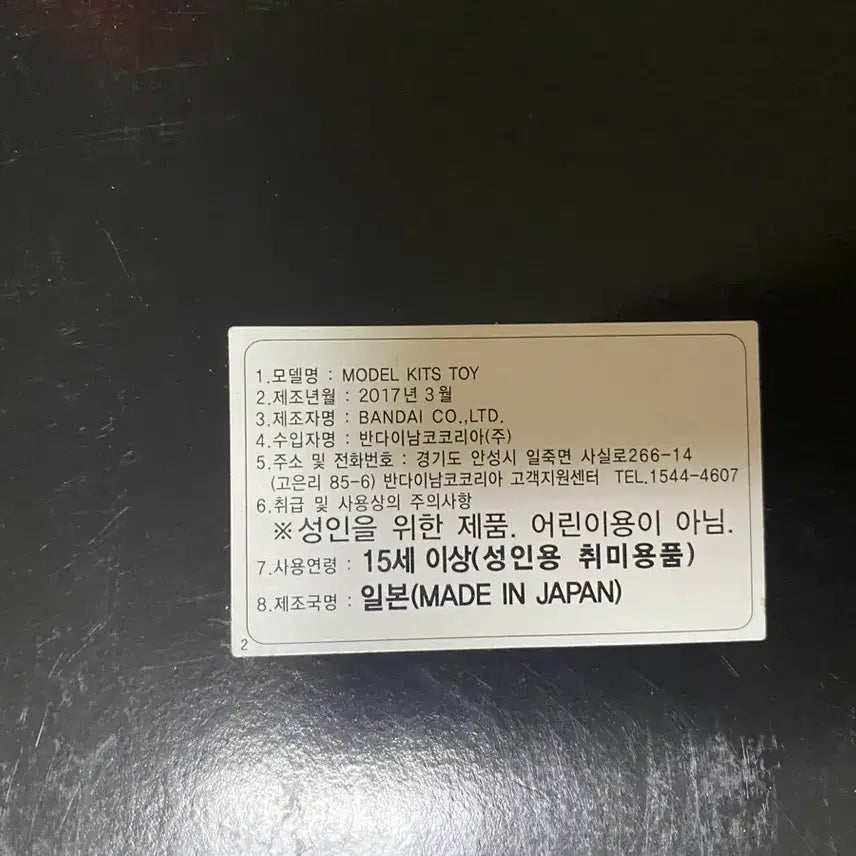 1.모델명 : MODEL KITS TOY
2.제조년월 : 2017년 3월
3.제조자명 : BANDAI CO.,LTD.
4.수입자명 : 반다이남코코리아(주)
5.주소 및 전화번호 : 경기도 안성시 일죽면 사실로266-14
(고은리 85-6) 반다이남코코리아 고객지원센터 TEL.1544-4607
6.취급 및 사용상의 주의사항
※성인을 위한 제품. 어린이용이 아님.
7.사용연령 : 15세 이상(성인용 취미용품)
8.제조국명 : 일본(MADE IN JAPAN)
2